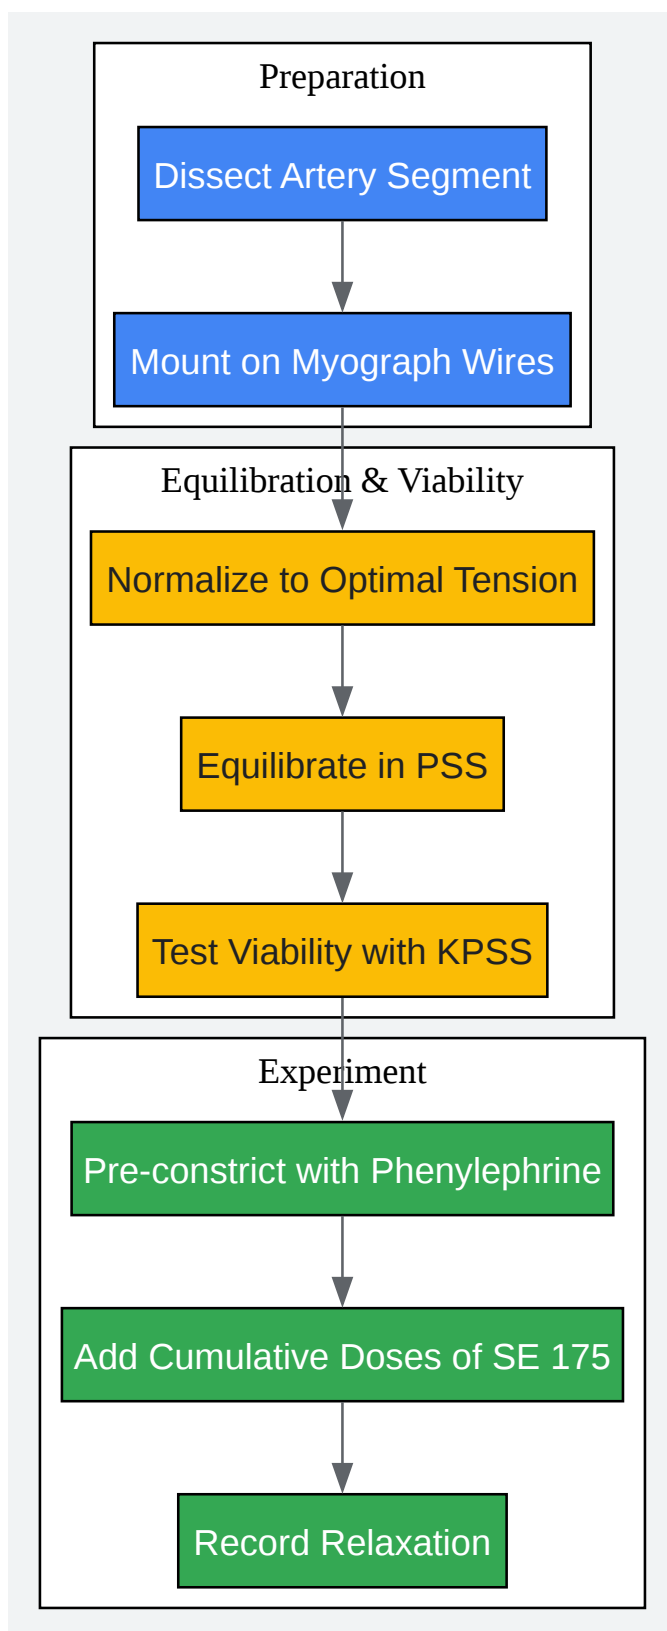 Preparation
Dissect Artery Segment
Mount on Myograph Wires
Equilibration & Viability
Normalize to Optimal Tension
Equilibrate in PSS
Test Viability with KPSS
Experiment
Pre-constrict with Phenylephrine
Add Cumulative Doses of SE 175
Record Relaxation